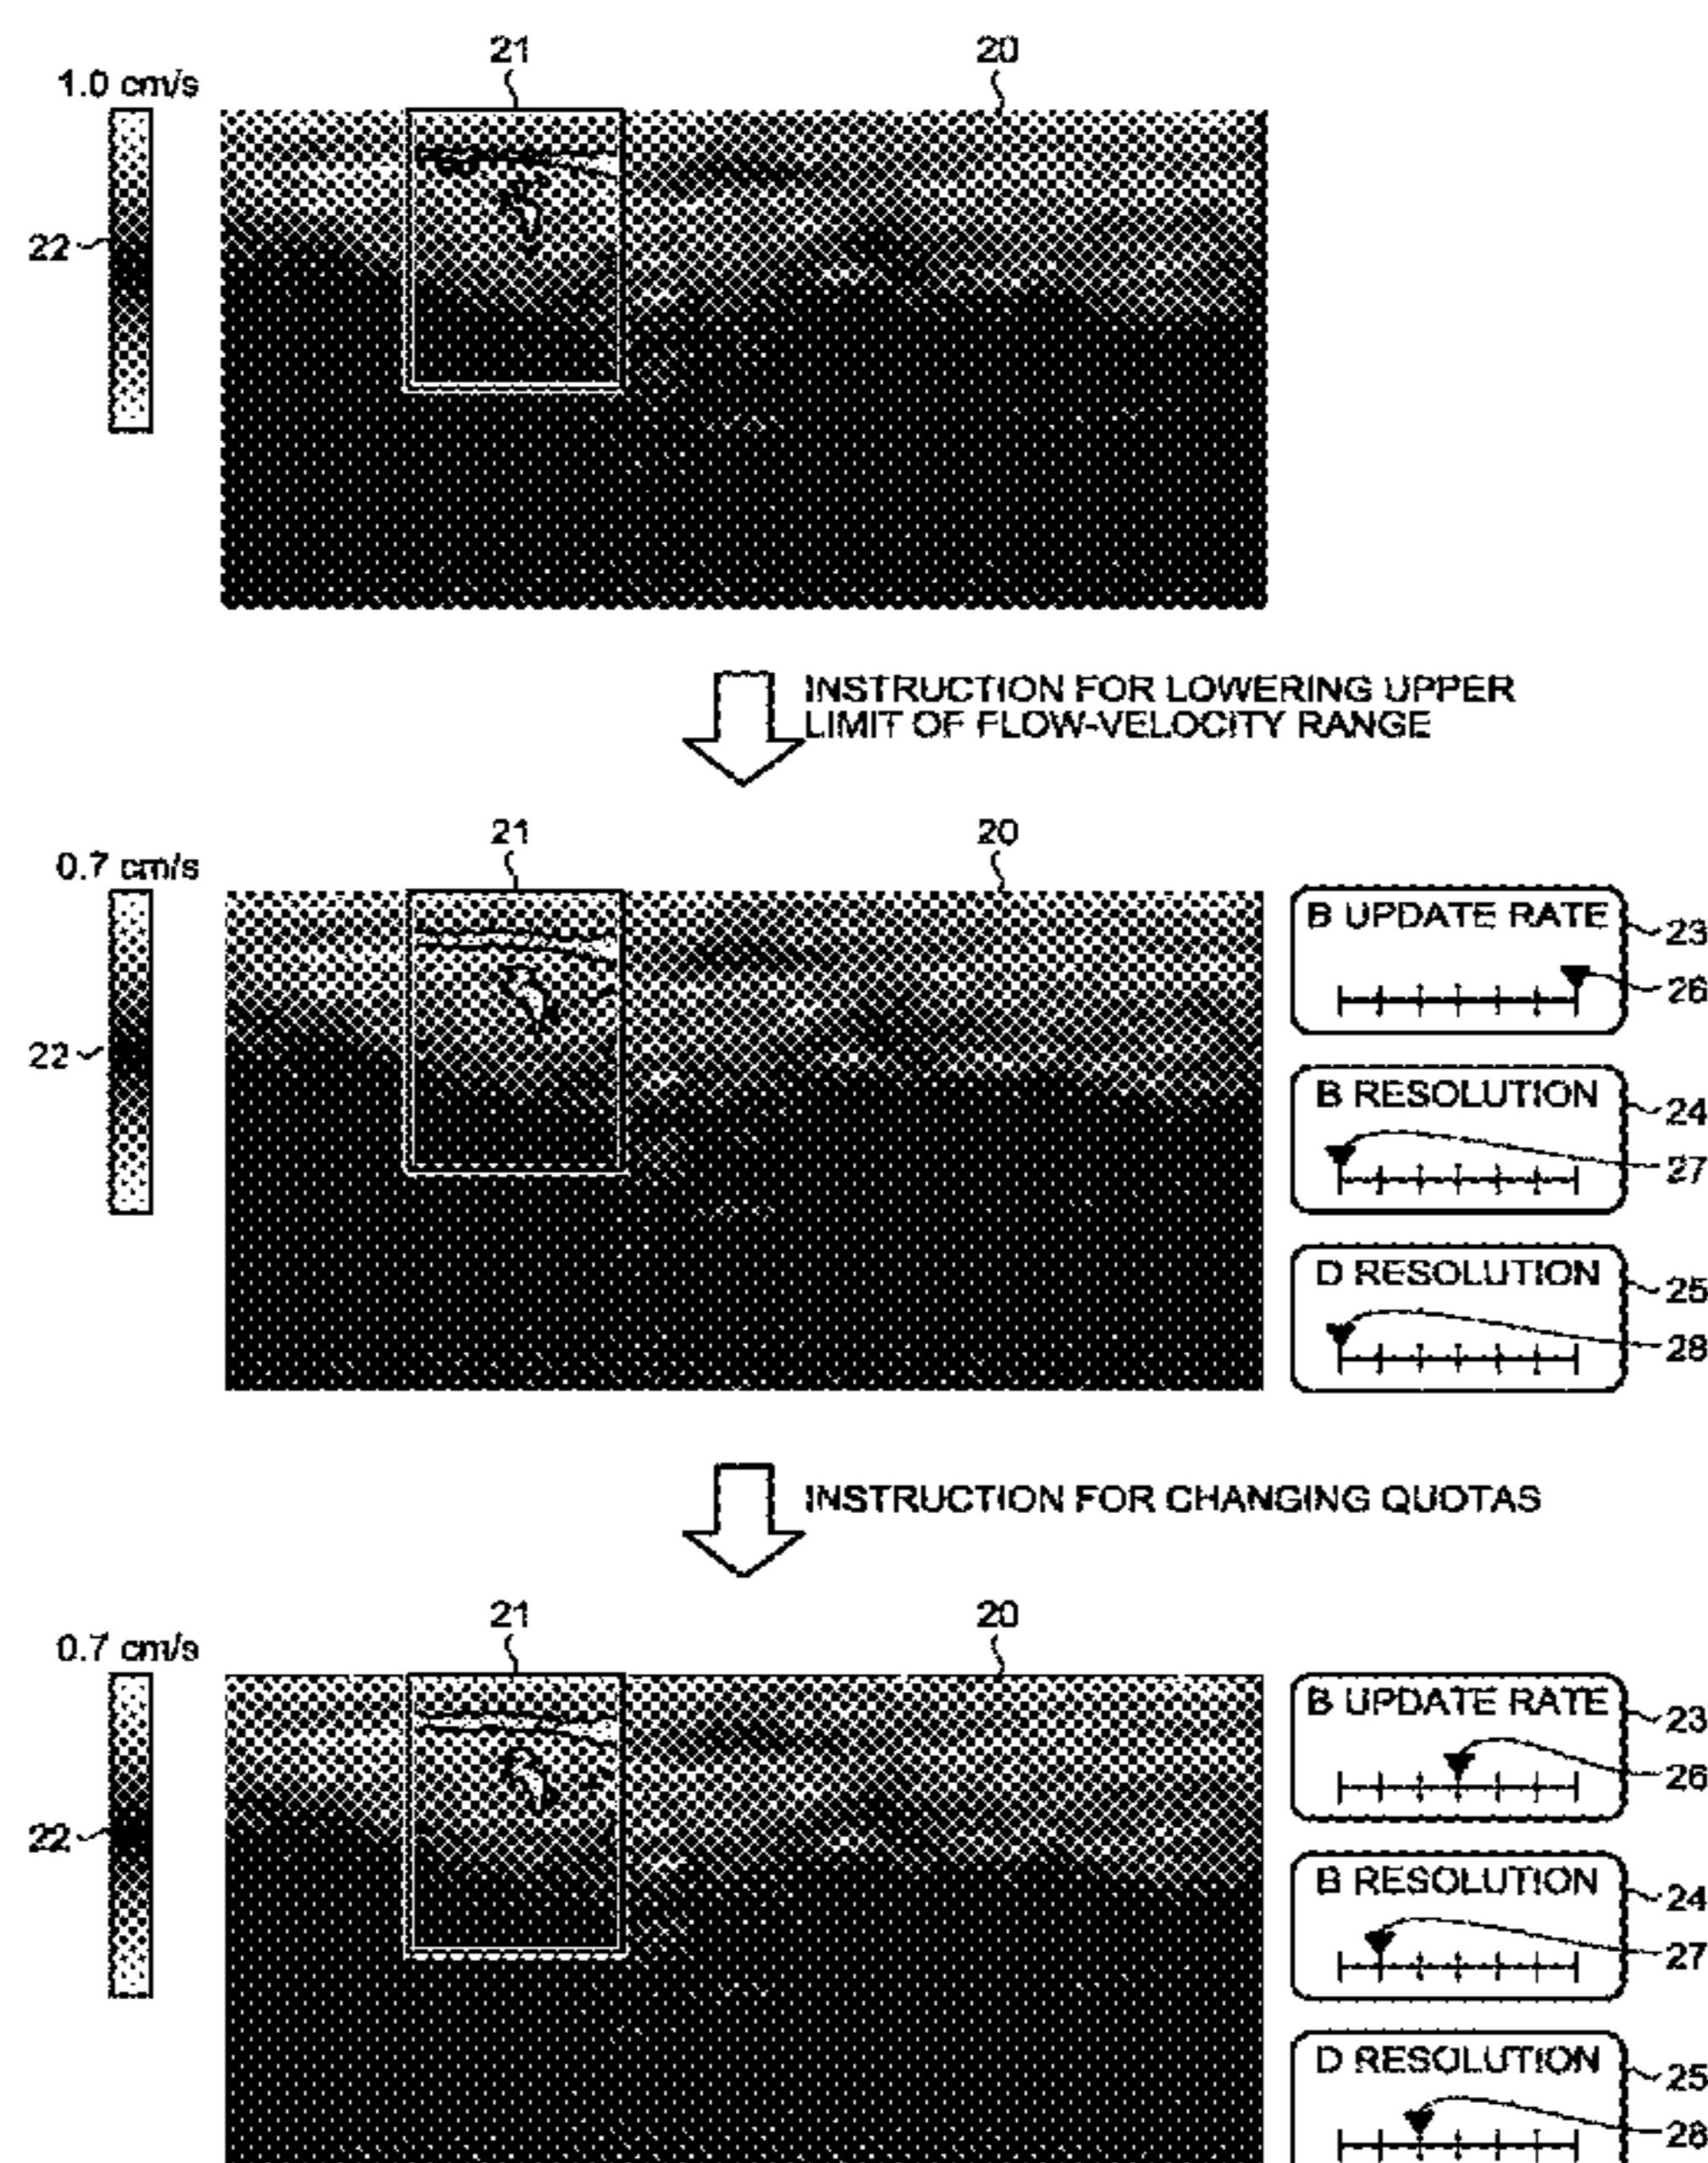 21
20
1.0 cm/s
22
INSTRUCTION FOR LOWERING UPPER
LIMIT OF FLOW-VELOCITY RANGE
21
20
0.7 cm/s
22
B UPDATE RATE
23
26
B RESOLUTION
24
27
D RESOLUTION
25
28
INSTRUCTION FOR CHANGING QUOTAS
21
20
0.7 cm/s
22
B UPDATE RATE
23
26
B RESOLUTION
24
27
D RESOLUTION
25
28